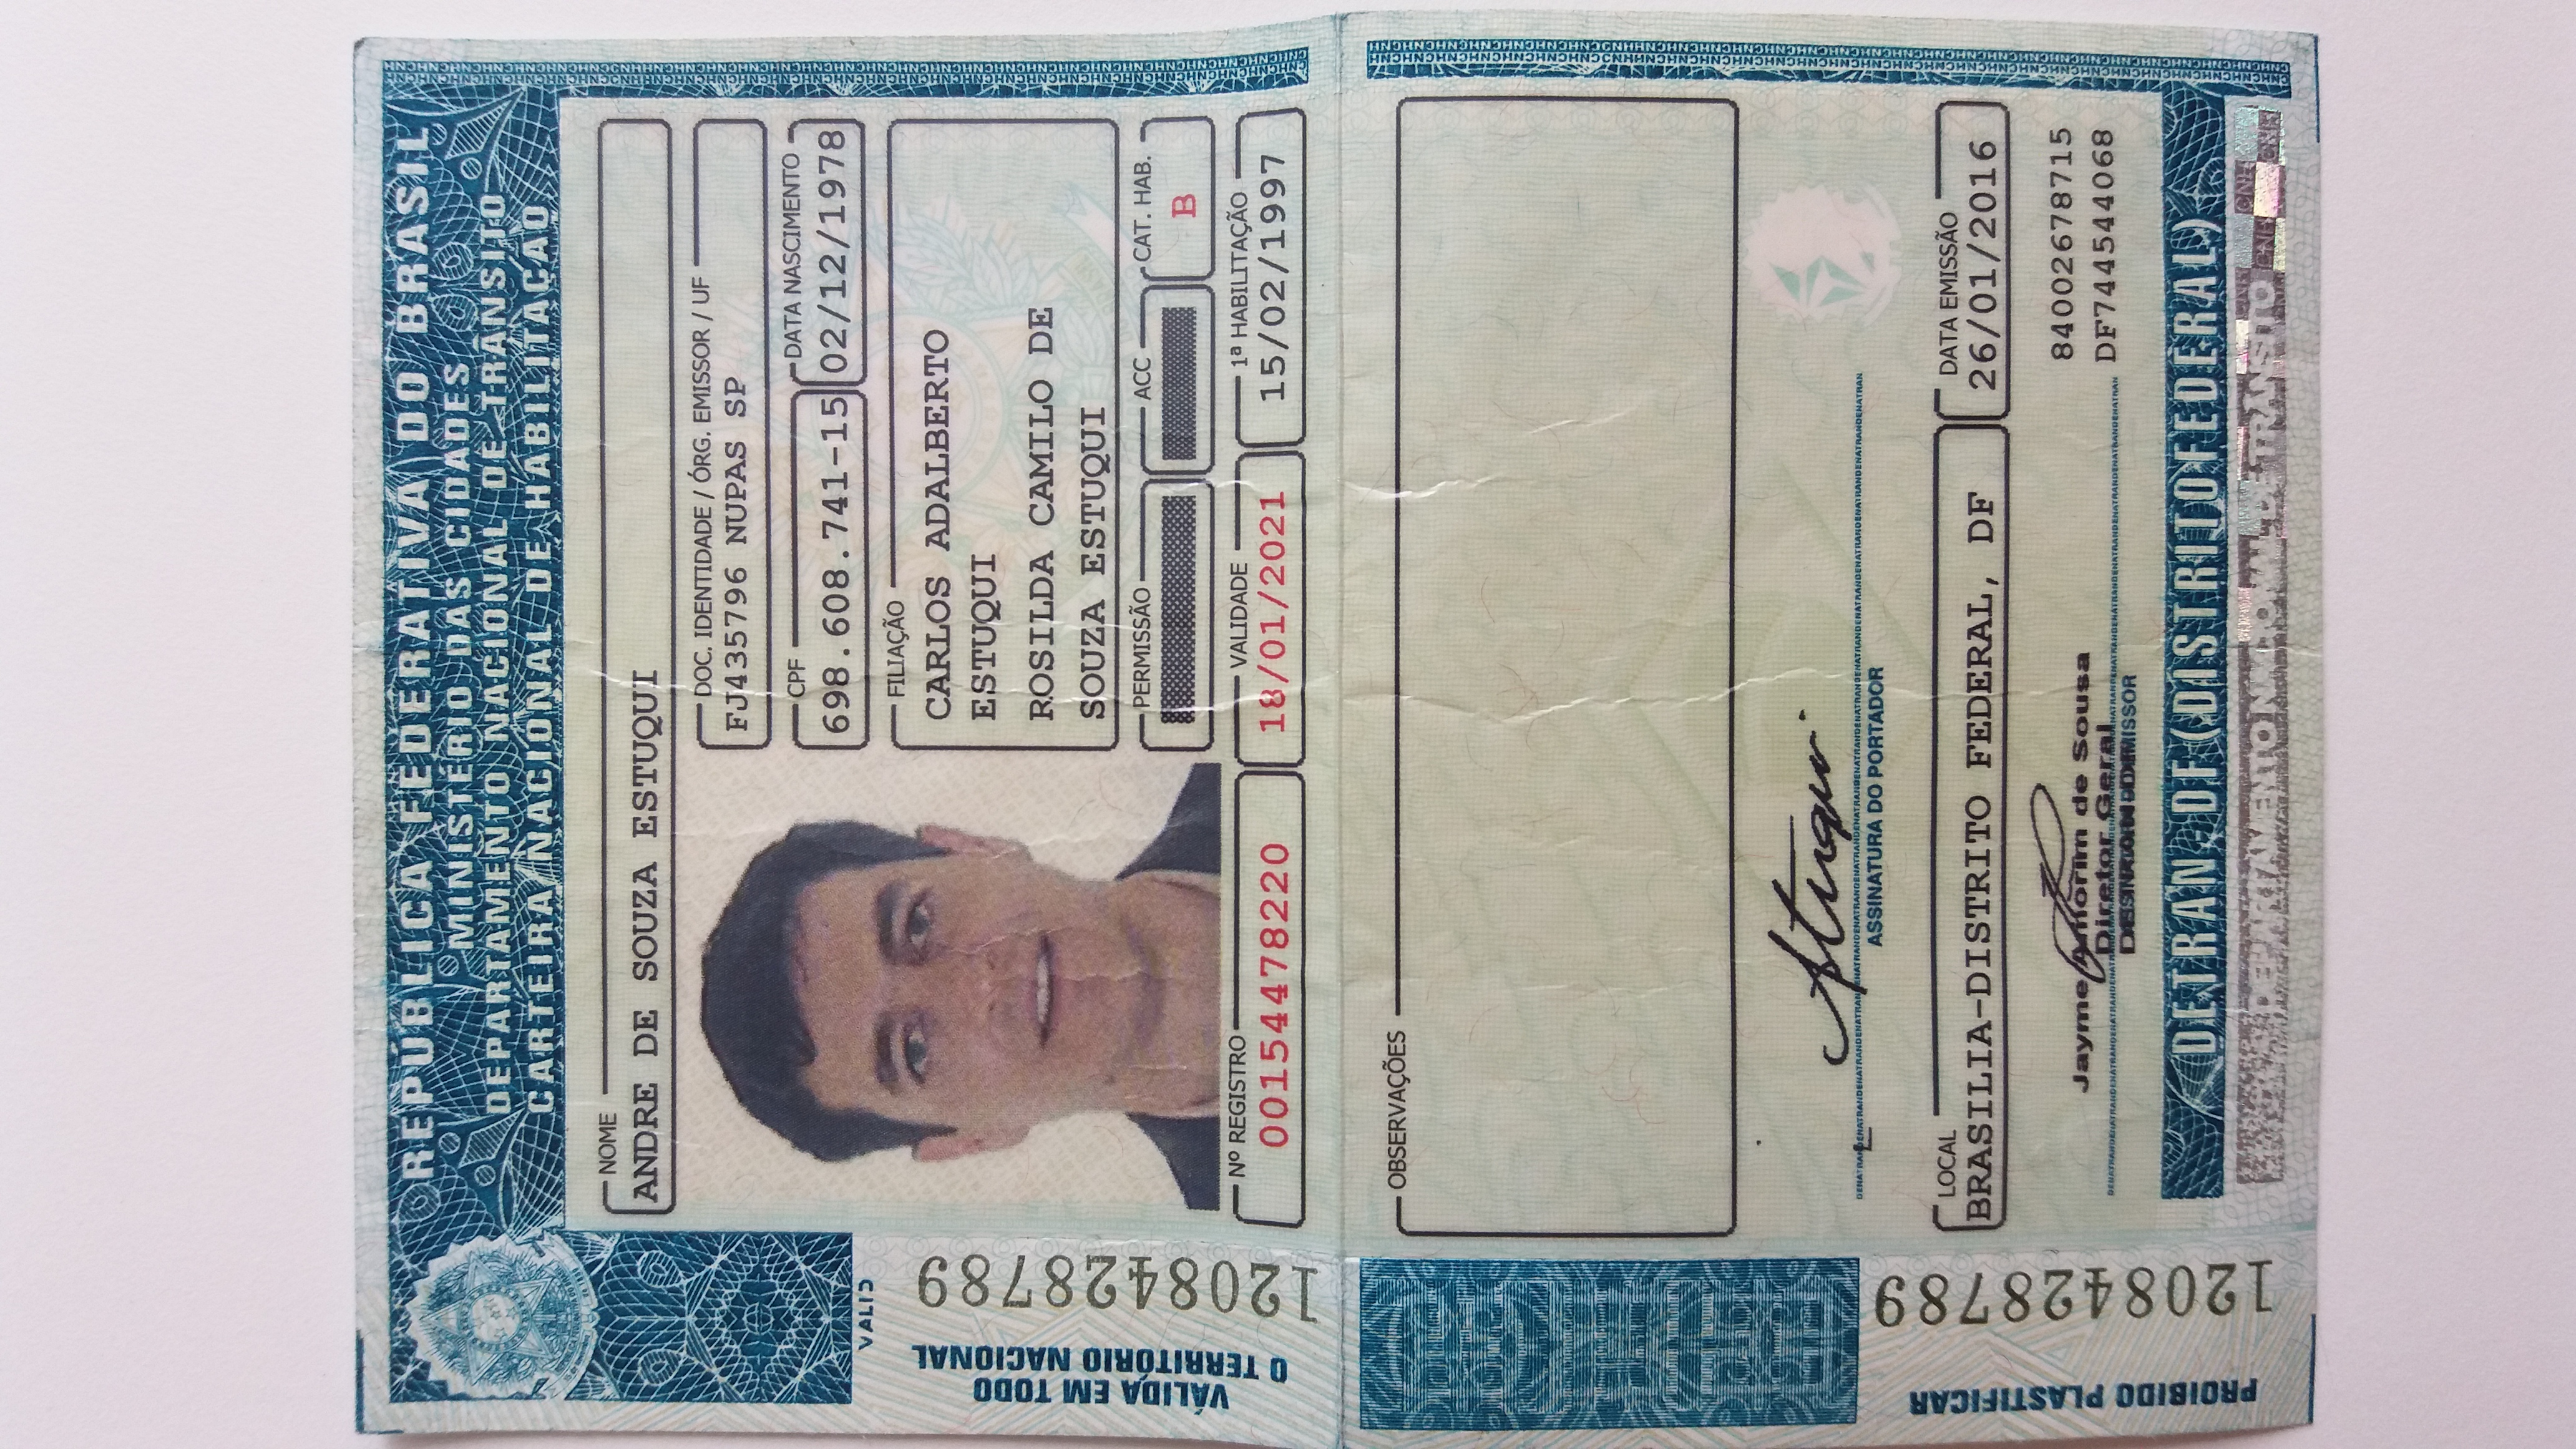 REPÚBLICA FEDERATIVA DO BRASIL
MINISTÉRIO DAS CIDADES
DEPARTAMENTO NACIONAL DE TRÂNSITO
CARTEIRA NACIONAL DE HABILITAÇÃO
NOME
ANDRE DE SOUZA ESTUQUI
DOC. IDENTIDADE / ÓRG. EMISSOR / UF
FJ435796 NUPAS SP
CPF
698.608.741-15
DATA NASCIMENTO
02/12/1978
FILIAÇÃO
CARLOS ADALBERTO
ESTUQUI
ROSILDA CAMILO DE
SOUZA ESTUQUI
PERMISSÃO
ACC
CAT. HAB.
B
Nº REGISTRO
00154478220
VALIDADE
18/01/2021
1ª HABILITAÇÃO
15/02/1997
VÁLIDA EM TODO
O TERRITÓRIO NACIONAL
1208428789
OBSERVAÇÕES
ASSINATURA DO PORTADOR
LOCAL
BRASILIA-DISTRITO FEDERAL, DF
DATA EMISSÃO
26/01/2016
Jayme Amorim de Sousa
Diretor Geral
84002678715
DF744544068
PROIBIDO PLASTIFICAR
1208428789
DETRAN-DF (DISTRITO FEDERAL)
DEPARTAMENTO NACIONAL DE TRÂNSITO